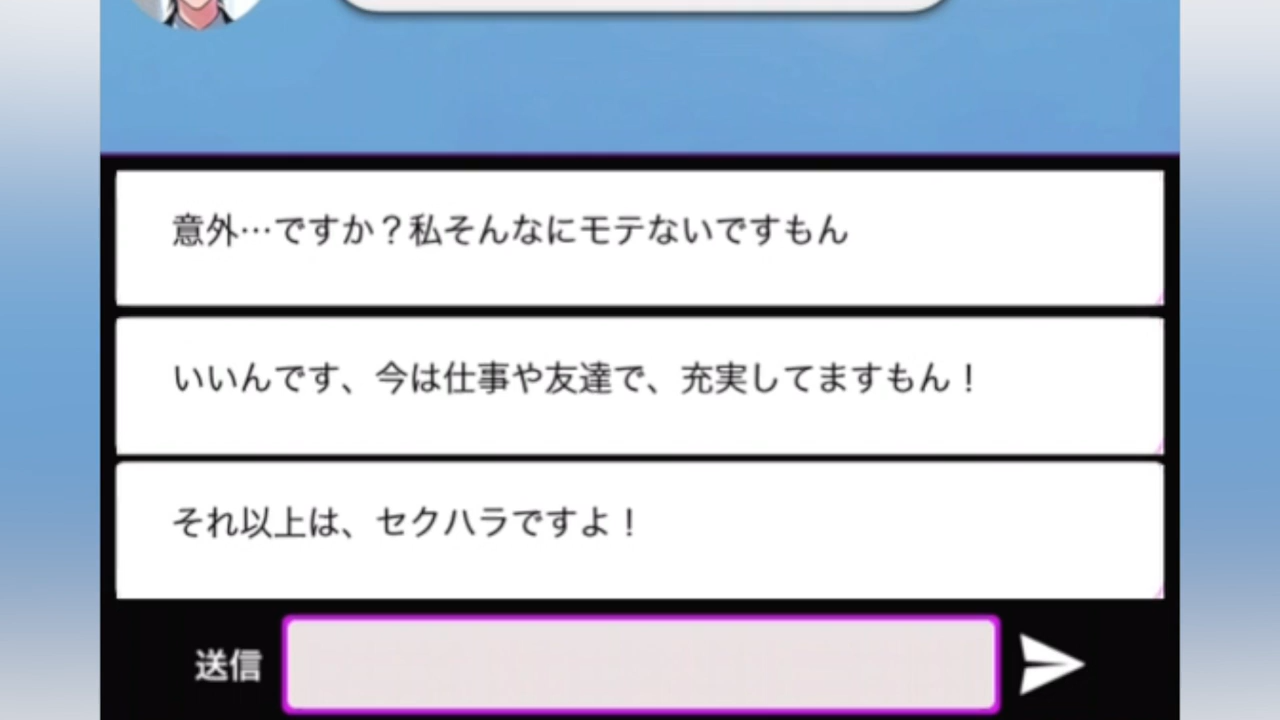 意外…ですか？私そんなにモテないですもん
いいんです、今は仕事や友達で、充実してますもん！
それ以上は、セクハラですよ！
送信